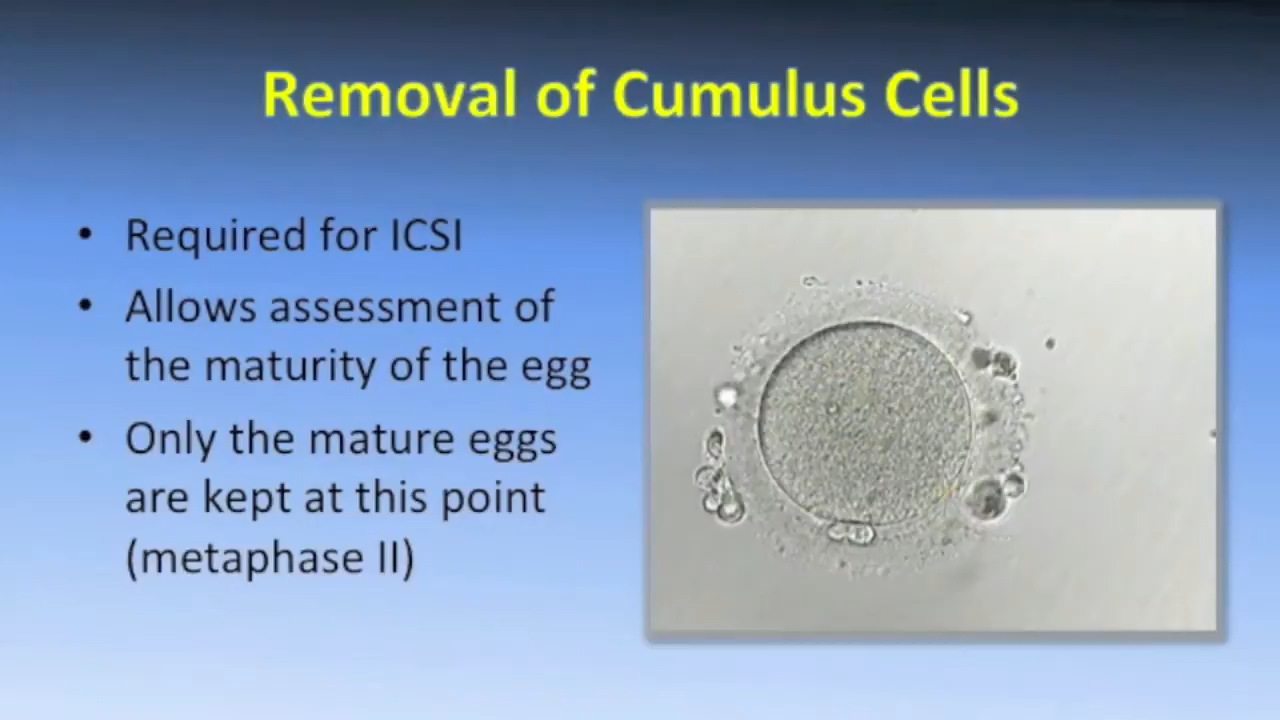 Removal of Cumulus Cells
• Required for ICSI
• Allows assessment of
the maturity of the egg
• Only the mature eggs
are kept at this point
(metaphase II)